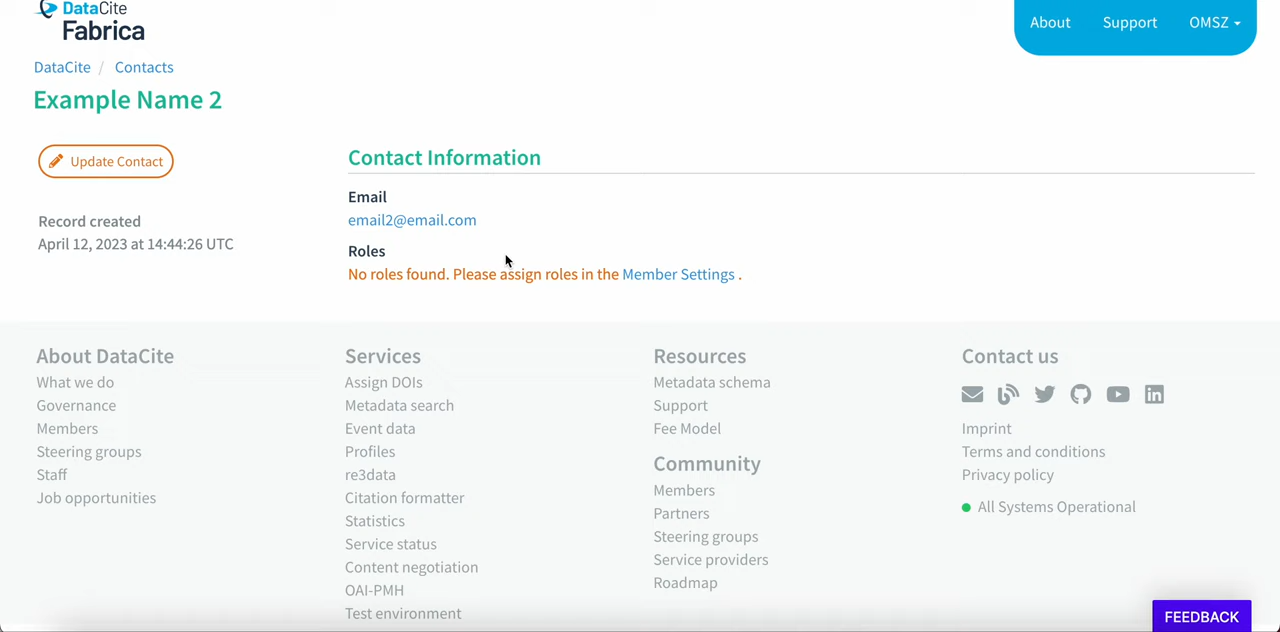 DataCite
Fabrica
About Support OMSZ
DataCite / Contacts
Example Name 2
Update Contact
Record created
April 12, 2023 at 14:44:26 UTC
Contact Information
Email
email2@email.com
Roles
No roles found. Please assign roles in the Member Settings .
About DataCite
What we do
Governance
Members
Steering groups
Staff
Job opportunities
Services
Assign DOIs
Metadata search
Event data
Profiles
re3data
Citation formatter
Statistics
Service status
Content negotiation
OAI-PMH
Test environment
Resources
Metadata schema
Support
Fee Model
Community
Members
Partners
Steering groups
Service providers
Roadmap
Contact us
Imprint
Terms and conditions
Privacy policy
All Systems Operational
FEEDBACK